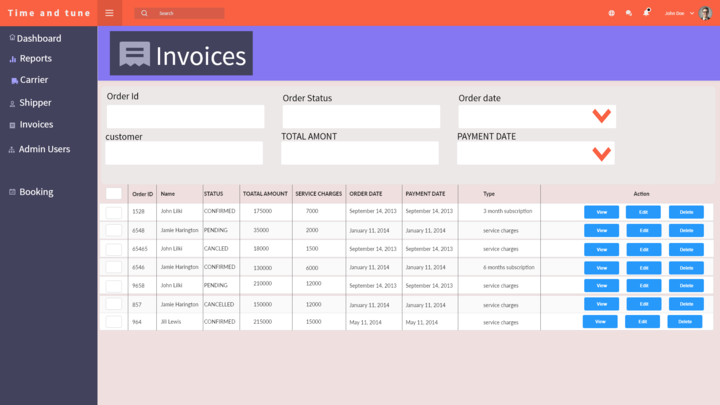 Time and tune
Search
John Doe
Dashboard
Reports
Carrier
Shipper
Invoices
Admin Users
Booking
Invoices
Order Id
Order Status
Order date
customer
TOTAL AMONT
PAYMENT DATE
Order ID Name STATUS TOATAL AMOUNT SERVICE CHARGES ORDER DATE PAYMENT DATE Type Action
1528 John Liiki CONFIRMED 175000 7000 September 14, 2013 September 14, 2013 3 month subscription View Edit Delete
6548 Jamie Harington PENDING 35000 2000 January 11, 2014 January 11, 2014 service charges View Edit Delete
65465 John Liiki CANCLED 18000 1500 September 14, 2013 September 14, 2013 service charges View Edit Delete
6546 Jamie Harington CONFIRMED 130000 6000 January 11, 2014 January 11, 2014 6 months subscription View Edit Delete
9658 John Liiki PENDING 210000 12000 September 14, 2013 September 14, 2013 service charges View Edit Delete
857 Jamie Harington CANCELLED 150000 12000 January 11, 2014 January 11, 2014 service charges View Edit Delete
964 Jill Lewis CONFIRMED 215000 15000 May 11, 2014 May 11, 2014 service charges View Edit Delete